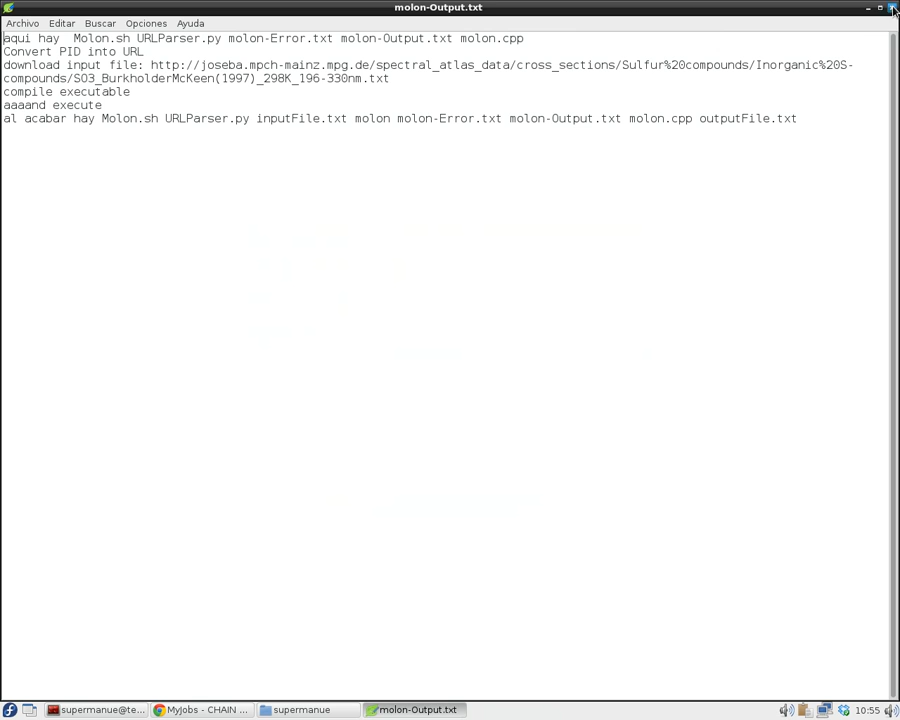 molon-Output.txt
Archivo Editar Buscar Opciones Ayuda
aqui hay  Molon.sh URLParser.py molon-Error.txt molon-Output.txt molon.cpp
Convert PID into URL
download input file: http://joseba.mpch-mainz.mpg.de/spectral_atlas_data/cross_sections/Sulfur%20compounds/Inorganic%20S-
compounds/SO3_BurkholderMcKeen(1997)_298K_196-330nm.txt
compile executable
aaaand execute
al acabar hay Molon.sh URLParser.py inputFile.txt molon molon-Error.txt molon-Output.txt molon.cpp outputFile.txt
supermanue@te... MyJobs - CHAIN ... supermanue molon-Output.txt 10:55